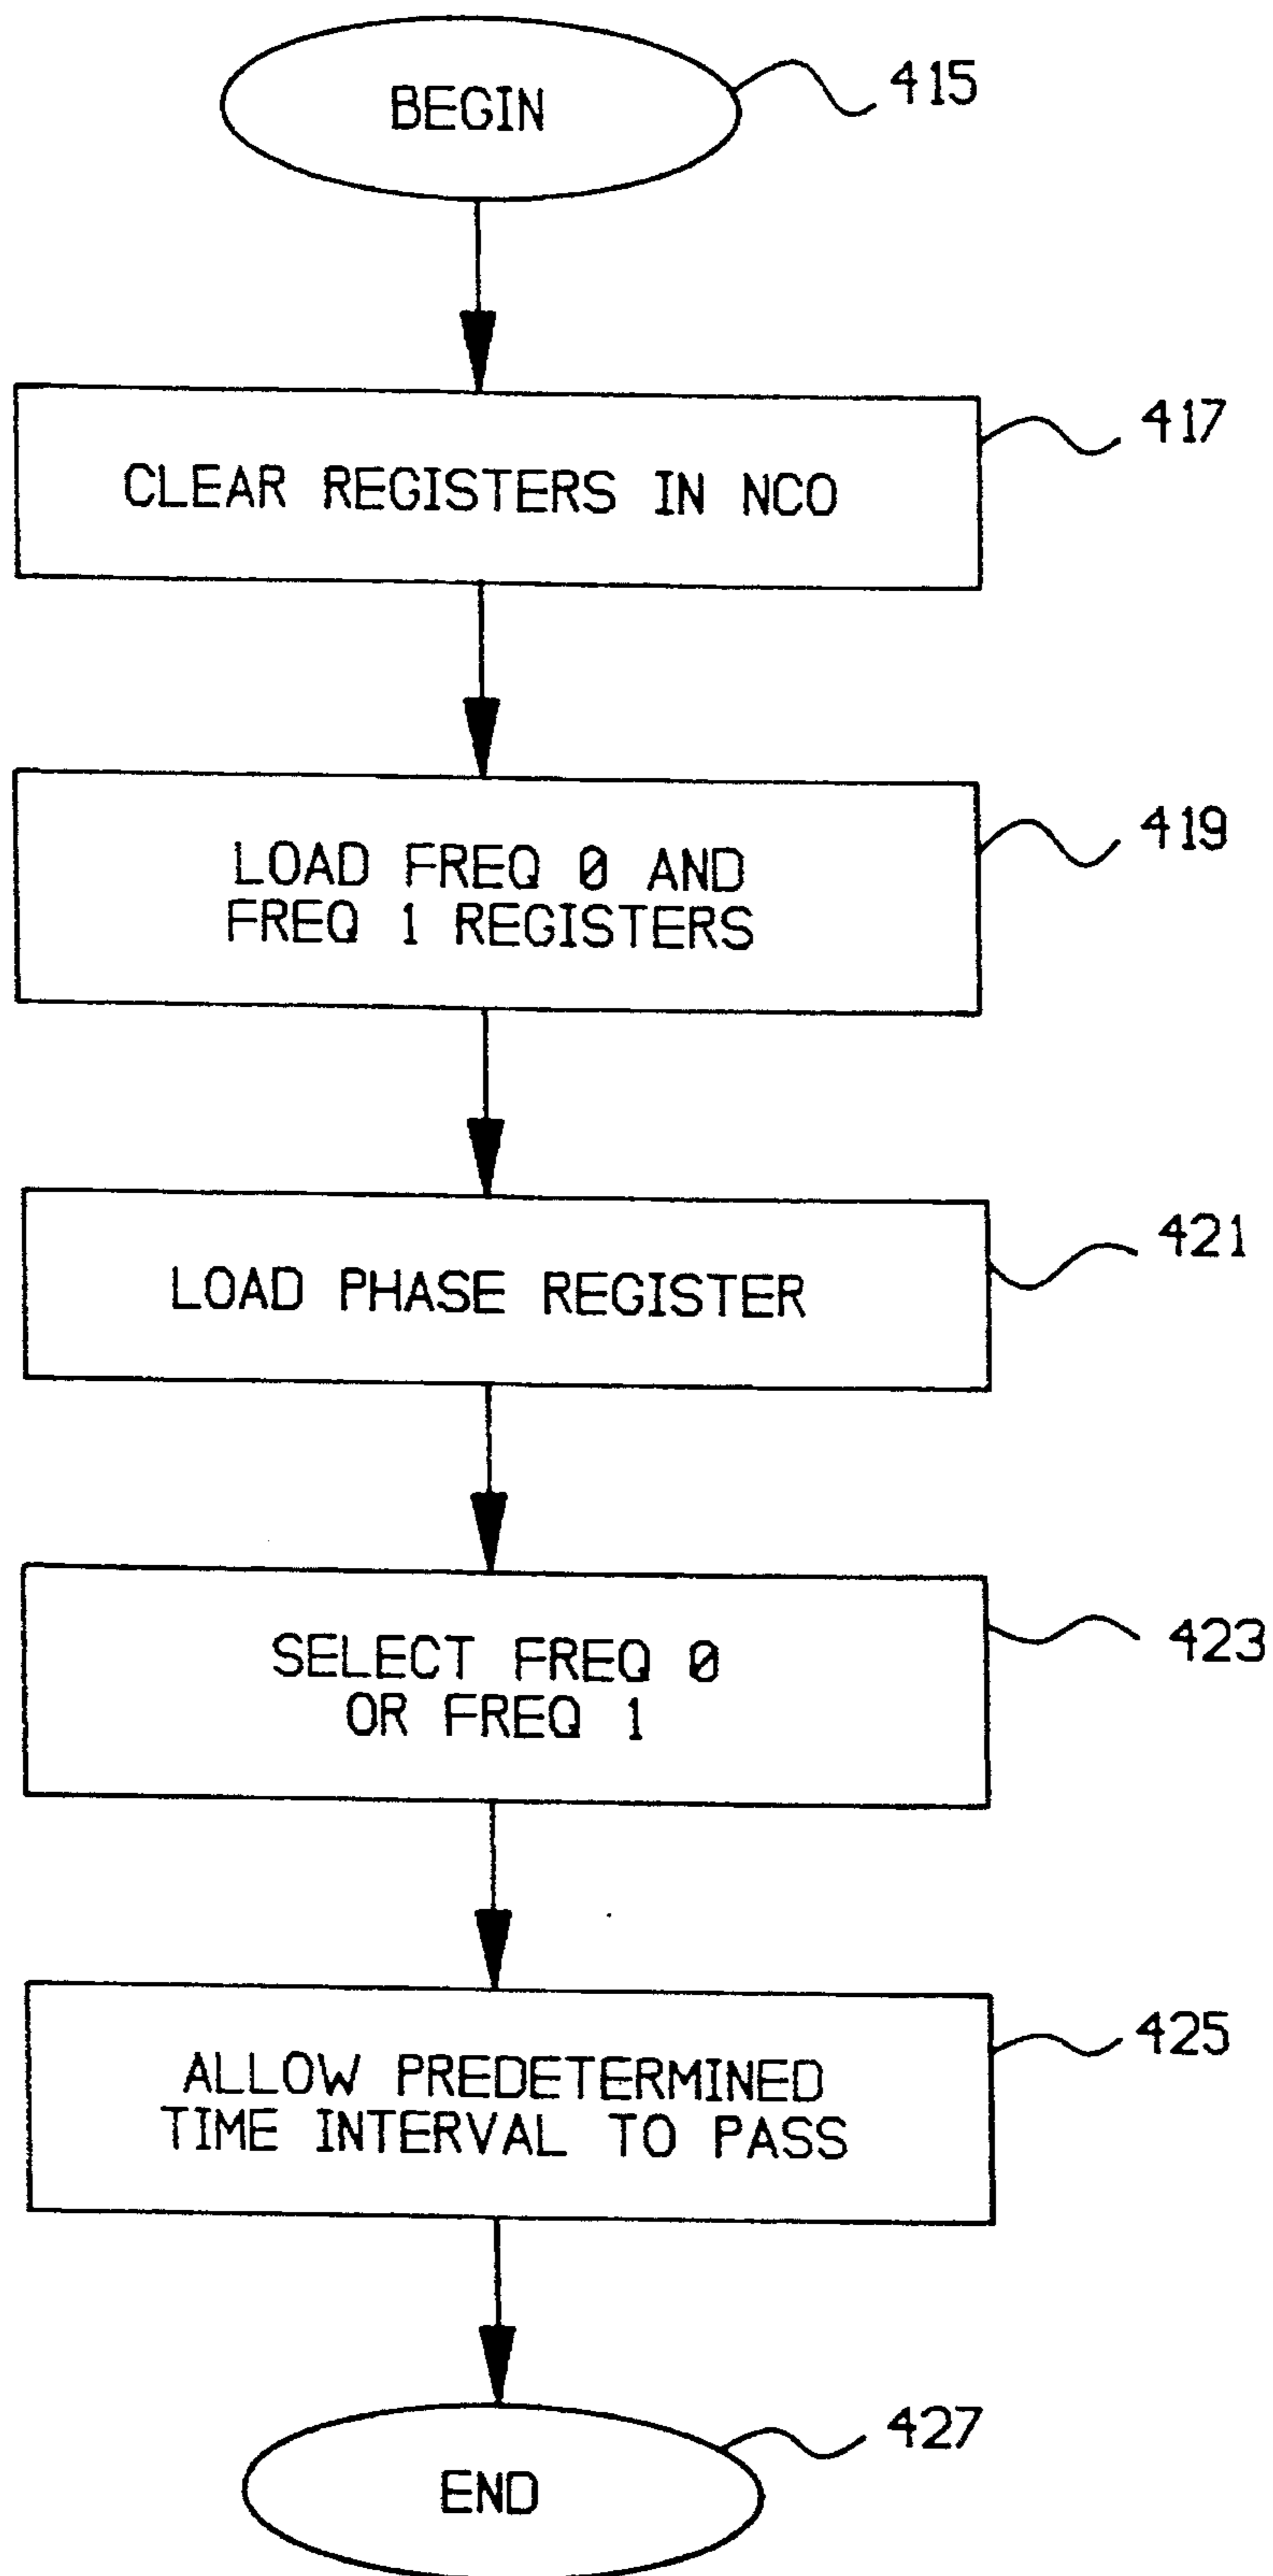 BEGIN
415
CLEAR REGISTERS IN NCO
417
LOAD FREQ 0 AND
FREQ 1 REGISTERS
419
LOAD PHASE REGISTER
421
SELECT FREQ 0
OR FREQ 1
423
ALLOW PREDETERMINED
TIME INTERVAL TO PASS
425
END
427